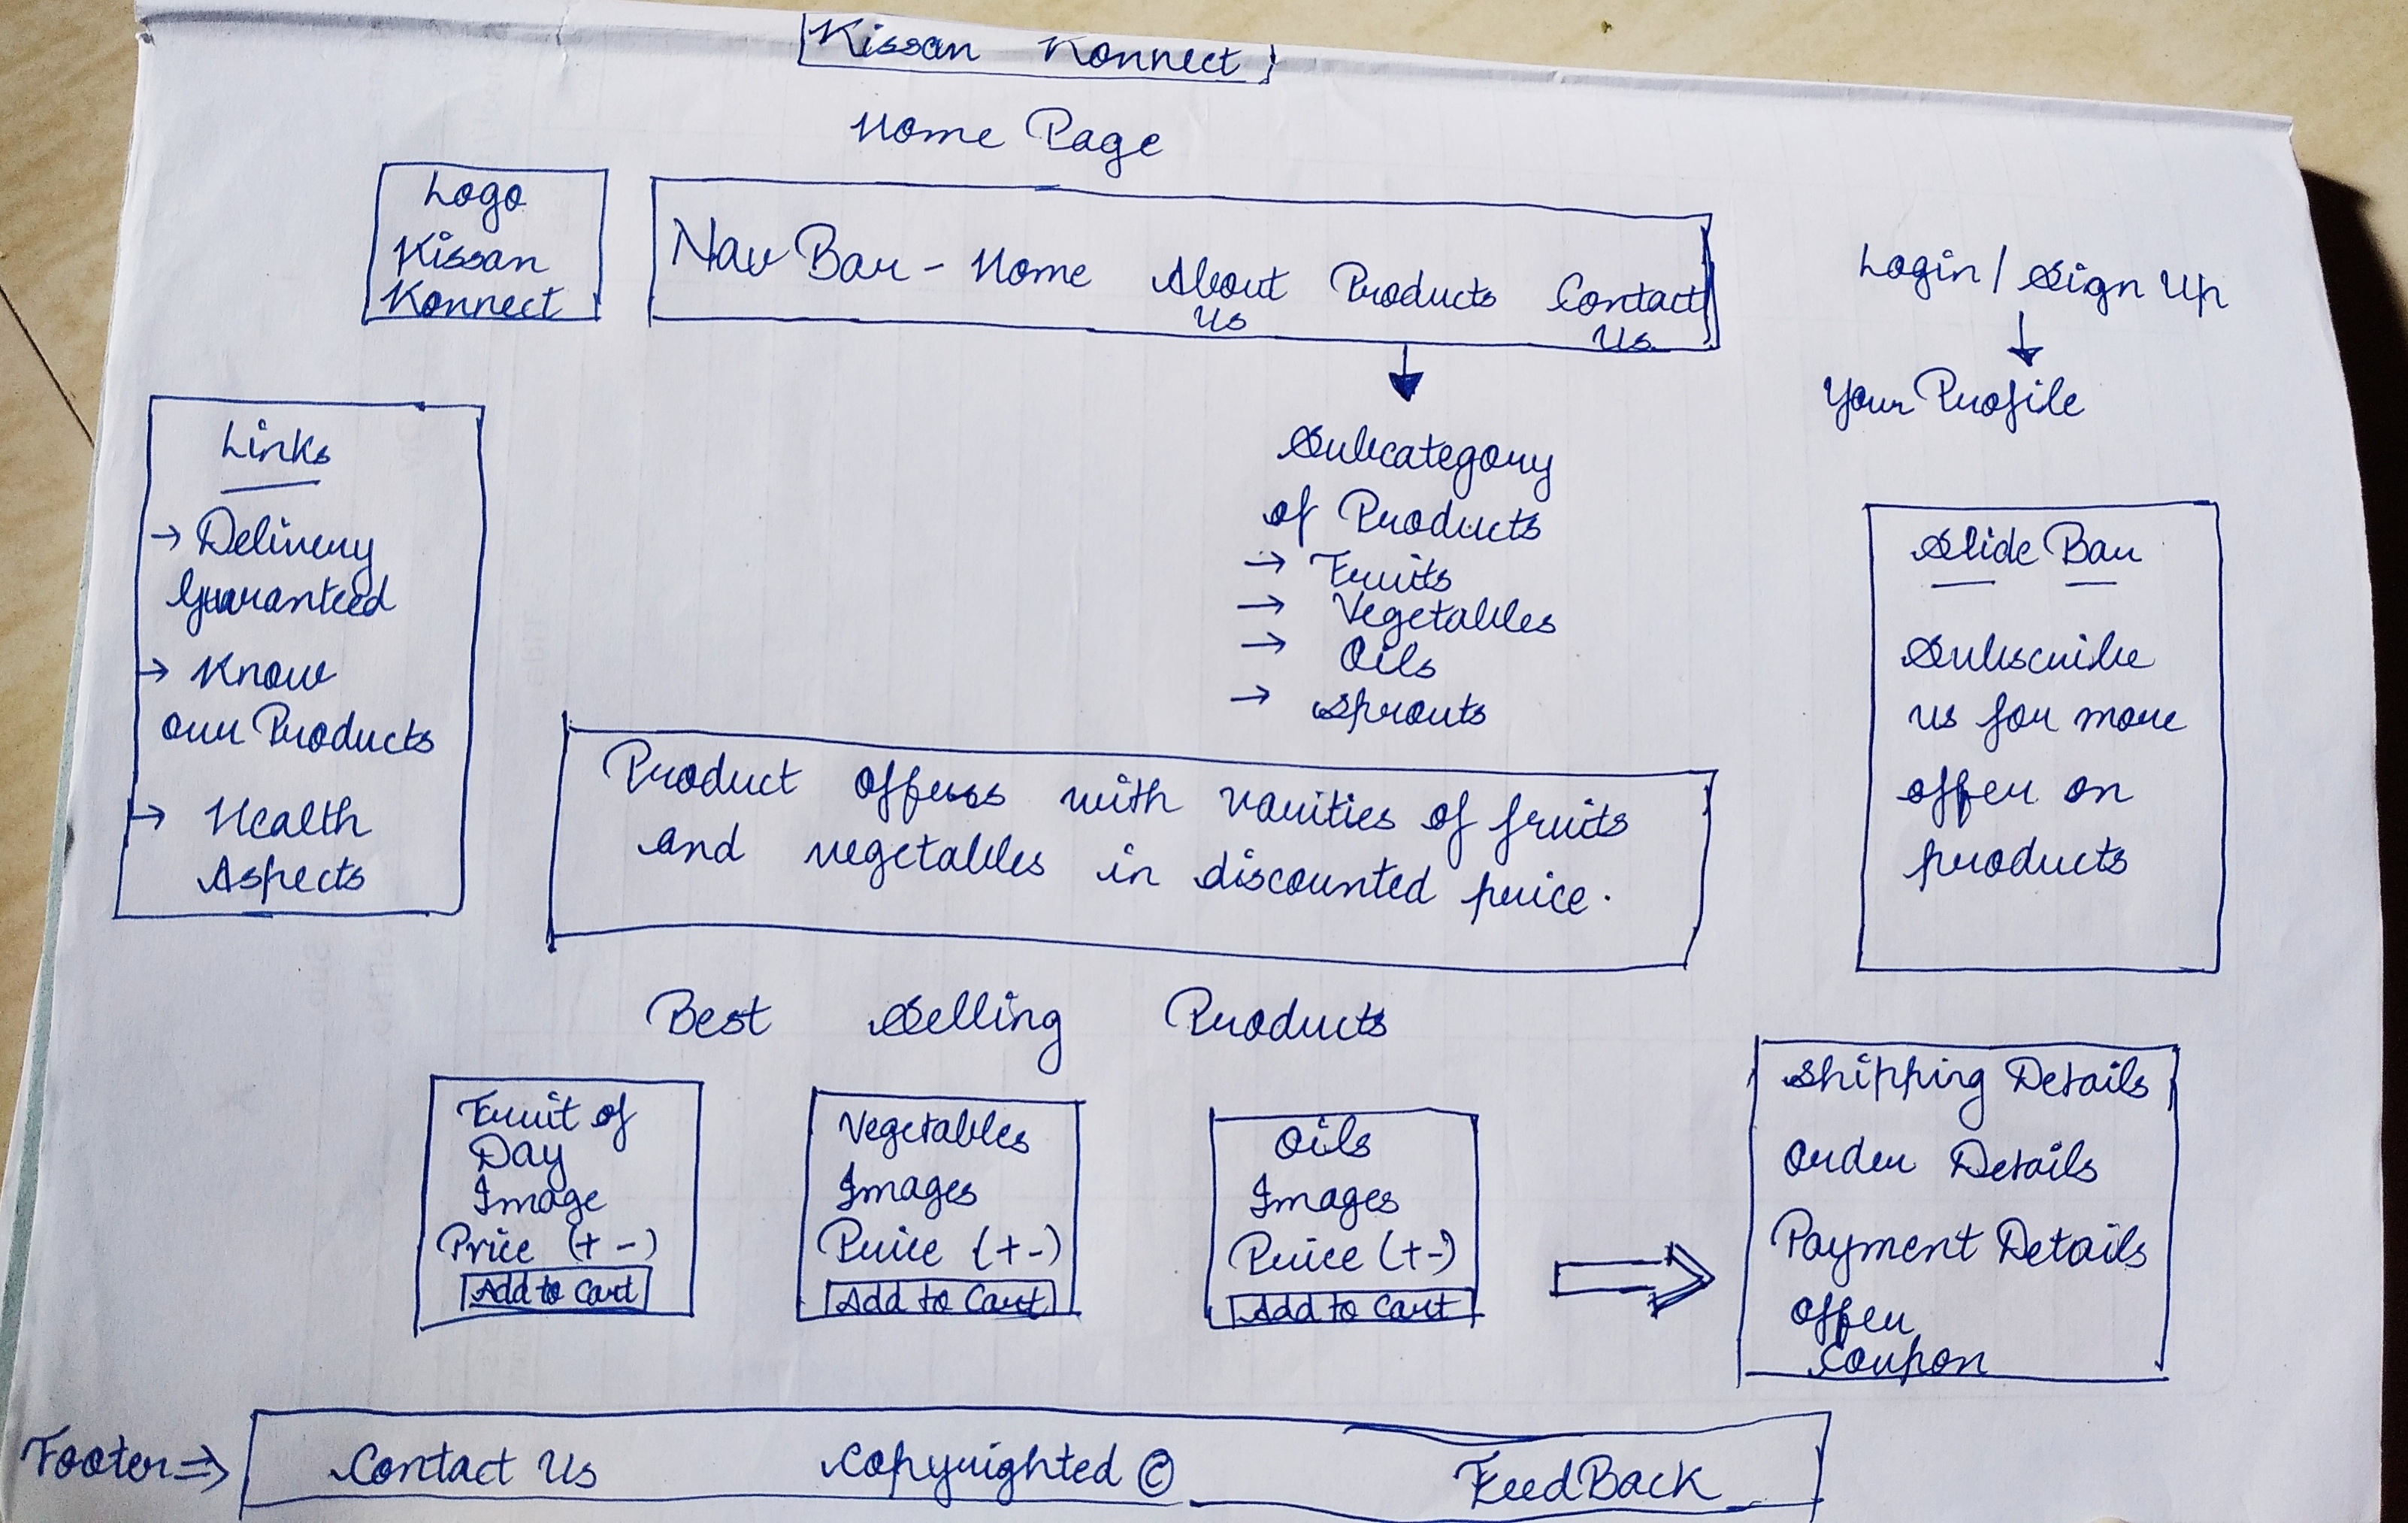 Kissan Konnect
Home Page
Logo
Kissan
Konnect
Nav Bar - Home About Products Contact
Us
Us
Login / Sign Up
Your Profile
Links
→ Delivery
Guaranteed
→ Know
our Products
→ Health
Aspects
Subcategory
of Products
→ Fruits
→ Vegetables
→ Oils
→ Sprouts
Slide Bar
Subscribe
us for more
offer on
products
Product offerss with varities of fruits
and vegetables in discounted price.
Best Selling Products
Fruit of
Day
Image
Price (+ -)
Add to Cart
Vegetables
Images
Price (+ -)
Add to Cart
Oils
Images
Price (+ -)
Add to Cart
Shipping Details
Order Details
Payment Details
Offer
Coupon
Footer ⇒
Contact Us Copyrighted © FeedBack